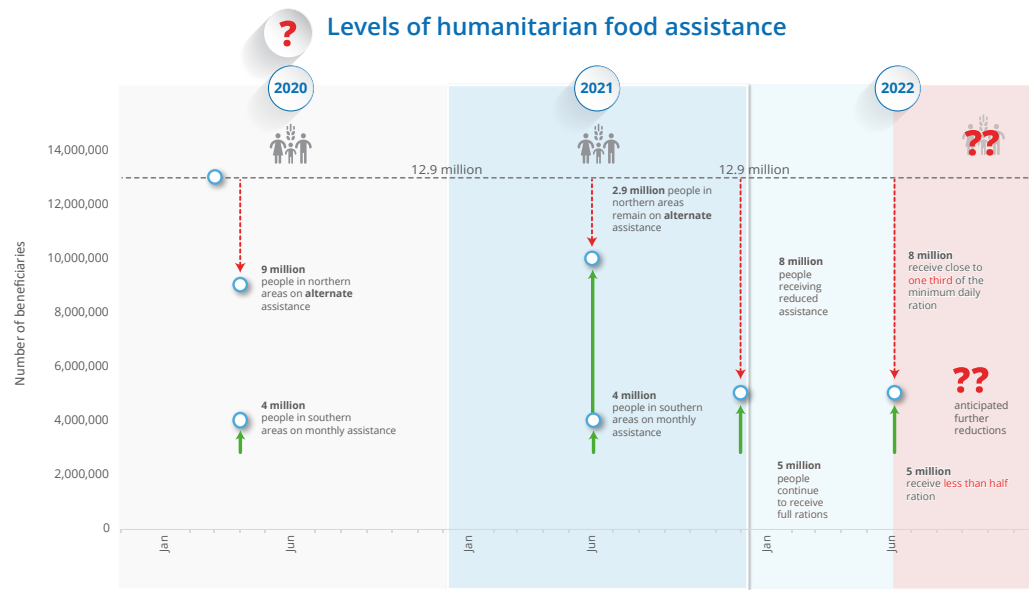 ?
Levels of humanitarian food assistance
2020
2021
2022
??
Number of beneficiaries
14,000,000
12,000,000
10,000,000
8,000,000
6,000,000
4,000,000
2,000,000
0
12.9 million
12.9 million
9 million
people in northern
areas on alternate
assistance
4 million
people in southern
areas on monthly assistance
2.9 million people in
northern areas
remain on alternate
assistance
4 million
people in southern
areas on monthly
assistance
8 million
people
receiving
reduced
assistance
5 million
people
continue
to receive
full rations
8 million
receive close to
one third of the
minimum daily
ration
??
anticipated
further
reductions
5 million
receive less than half
ration
Jan
Jun
Jan
Jun
Jan
Jun